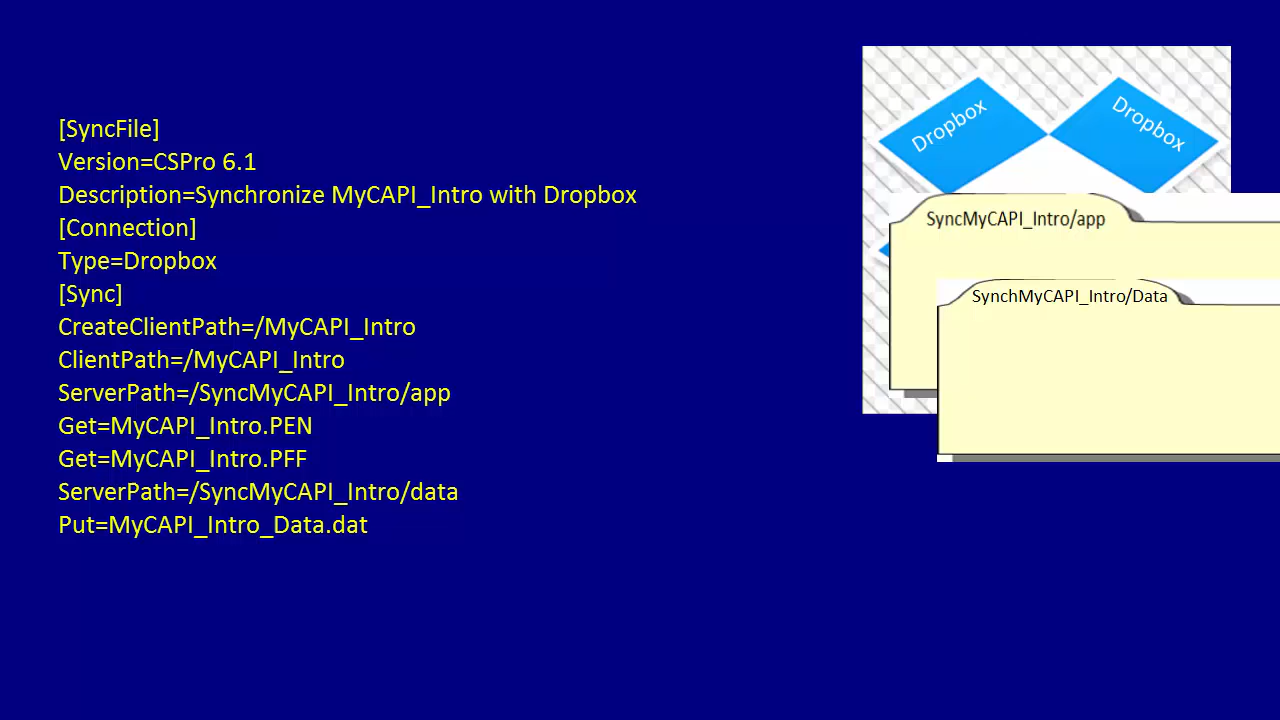 [SyncFile]
Version=CSPro 6.1
Description=Synchronize MyCAPI_Intro with Dropbox
[Connection]
Type=Dropbox
[Sync]
CreateClientPath=/MyCAPI_Intro
ClientPath=/MyCAPI_Intro
ServerPath=/SyncMyCAPI_Intro/app
Get=MyCAPI_Intro.PEN
Get=MyCAPI_Intro.PFF
ServerPath=/SyncMyCAPI_Intro/data
Put=MyCAPI_Intro_Data.dat
Dropbox
Dropbox
SyncMyCAPI_Intro/app
SynchMyCAPI_Intro/Data